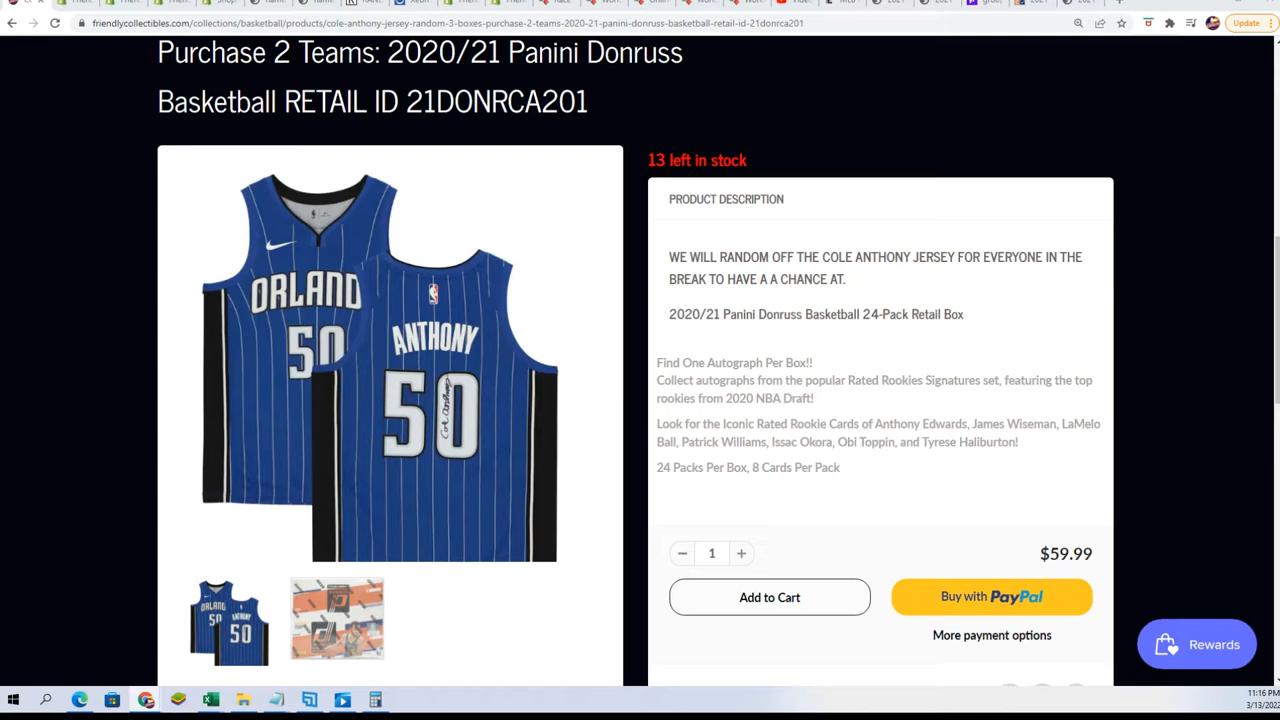 friendlycollectibles.com/collections/basketball/products/cole-anthony-jersey-random-3-boxes-purchase-2-teams-2020-21-panini-donruss-basketball-retail-id-21donrca201
Update
Purchase 2 Teams: 2020/21 Panini Donruss
Basketball RETAIL ID 21DONRCA201
13 left in stock
PRODUCT DESCRIPTION
WE WILL RANDOM OFF THE COLE ANTHONY JERSEY FOR EVERYONE IN THE
BREAK TO HAVE A A CHANCE AT.
2020/21 Panini Donruss Basketball 24-Pack Retail Box
Find One Autograph Per Box!!
Collect autographs from the popular Rated Rookies Signatures set, featuring the top
rookies from 2020 NBA Draft!
Look for the Iconic Rated Rookie Cards of Anthony Edwards, James Wiseman, LaMelo
Ball, Patrick Williams, Issac Okora, Obi Toppin, and Tyrese Haliburton!
24 Packs Per Box, 8 Cards Per Pack
ORLAND
50
ANTHONY
50
1
$59.99
Add to Cart
Buy with PayPal
More payment options
Rewards
ORLAND
50
ANTHONY
50
11:16 PM